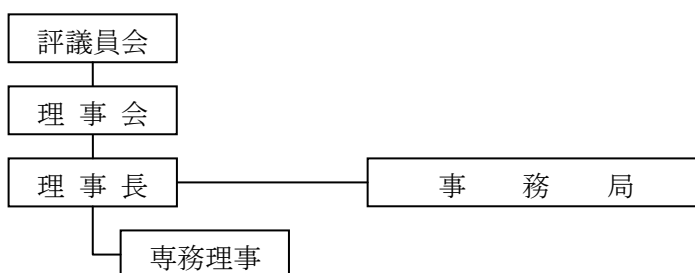 評議員会
理 事 会
理 事 長
事 務 局
専務理事